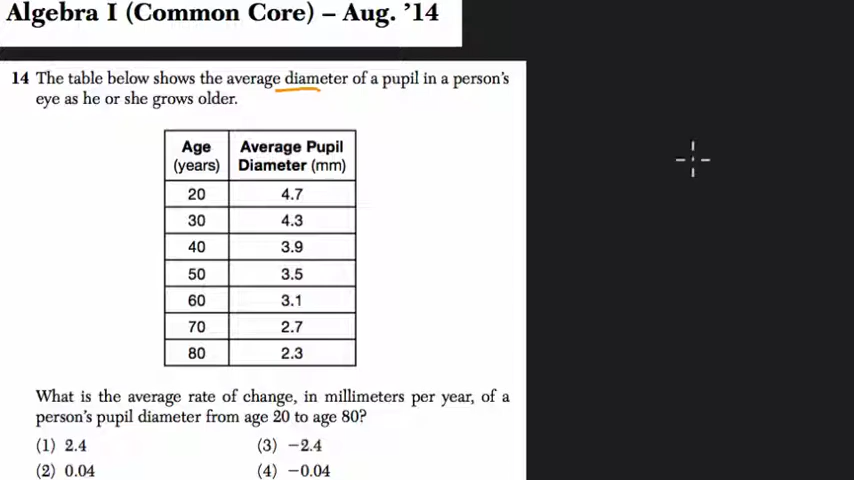 Algebra I (Common Core) – Aug. ’14
14 The table below shows the average diameter of a pupil in a person’s
eye as he or she grows older.
Age Average Pupil
(years) Diameter (mm)
20 4.7
30 4.3
40 3.9
50 3.5
60 3.1
70 2.7
80 2.3
What is the average rate of change, in millimeters per year, of a
person’s pupil diameter from age 20 to age 80?
(1) 2.4 (3) −2.4
(2) 0.04 (4) −0.04